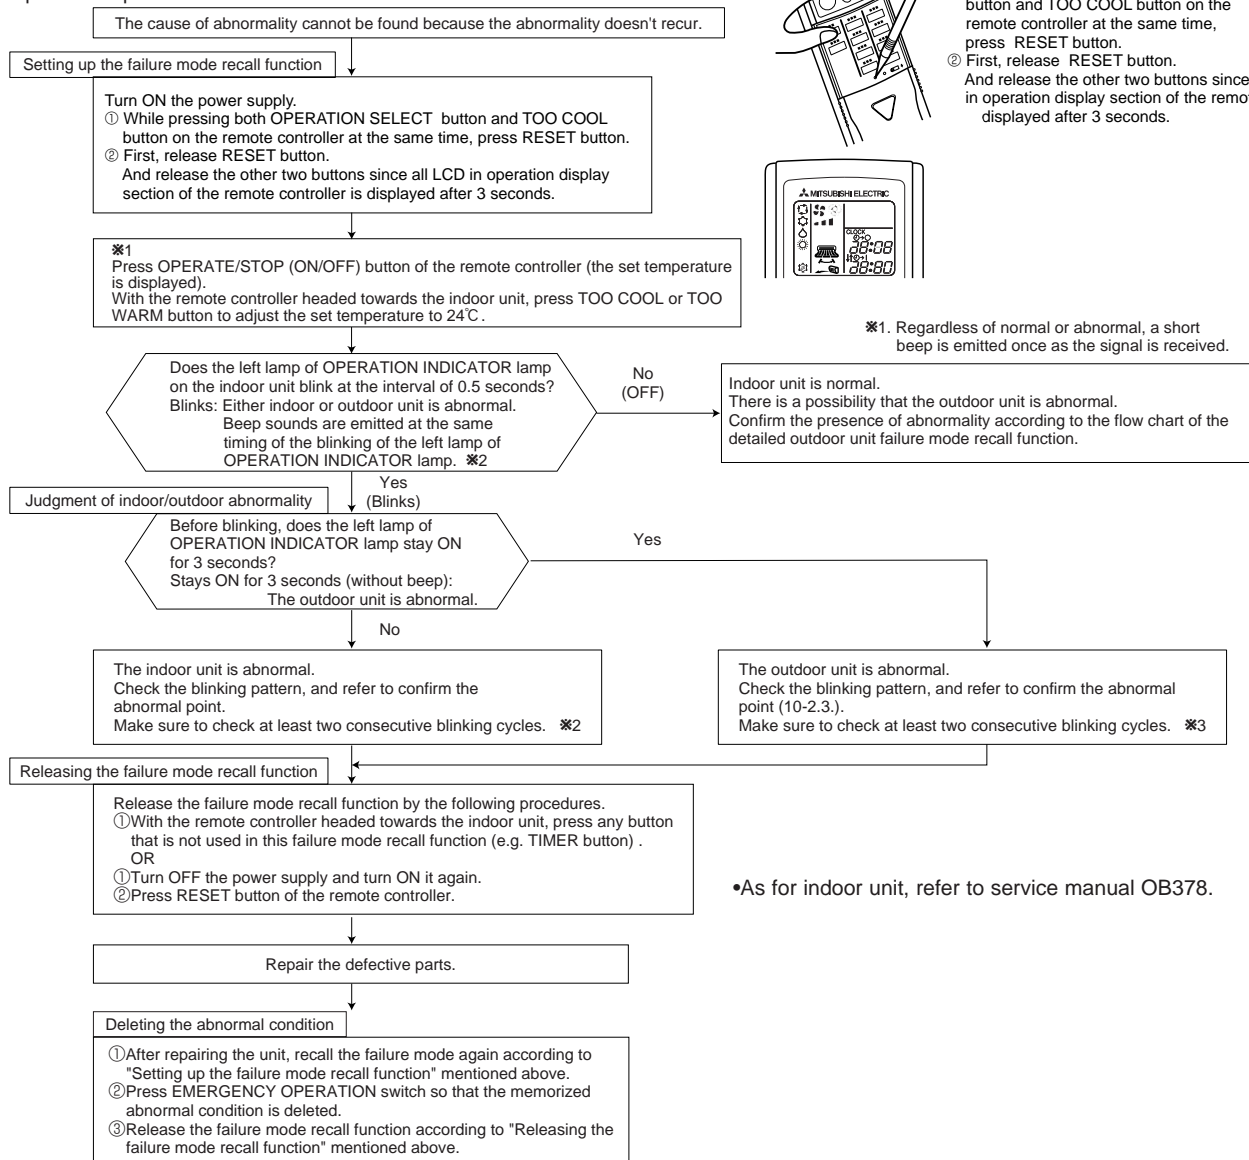 The cause of abnormality cannot be found because the abnormality doesn't recur.
Setting up the failure mode recall function
Turn ON the power supply.
① While pressing both OPERATION SELECT button and TOO COOL
button on the remote controller at the same time, press RESET button.
② First, release RESET button.
And release the other two buttons since all LCD in operation display
section of the remote controller is displayed after 3 seconds.
button and TOO COOL button on the
remote controller at the same time,
press RESET button.
② First, release RESET button.
And release the other two buttons since
in operation display section of the
displayed after 3 seconds.
MITSUBISHI ELECTRIC
CLOCK
※1
Press OPERATE/STOP (ON/OFF) button of the remote controller (the set temperature
is displayed).
With the remote controller headed towards the indoor unit, press TOO COOL or TOO
WARM button to adjust the set temperature to 24℃.
※1. Regardless of normal or abnormal, a short
beep is emitted once as the signal is received.
Does the left lamp of OPERATION INDICATOR lamp
on the indoor unit blink at the interval of 0.5 seconds?
Blinks: Either indoor or outdoor unit is abnormal.
Beep sounds are emitted at the same
timing of the blinking of the left lamp of
OPERATION INDICATOR lamp. ※2
No
(OFF)
Indoor unit is normal.
There is a possibility that the outdoor unit is abnormal.
Confirm the presence of abnormality according to the flow chart of the
detailed outdoor unit failure mode recall function.
Yes
(Blinks)
Judgment of indoor/outdoor abnormality
Before blinking, does the left lamp of
OPERATION INDICATOR lamp stay ON
for 3 seconds?
Stays ON for 3 seconds (without beep):
The outdoor unit is abnormal.
Yes
No
The indoor unit is abnormal.
Check the blinking pattern, and refer to confirm the
abnormal point.
Make sure to check at least two consecutive blinking cycles. ※2
The outdoor unit is abnormal.
Check the blinking pattern, and refer to confirm the abnormal
point (10-2.3.).
Make sure to check at least two consecutive blinking cycles. ※3
Releasing the failure mode recall function
Release the failure mode recall function by the following procedures.
①With the remote controller headed towards the indoor unit, press any button
that is not used in this failure mode recall function (e.g. TIMER button) .
OR
①Turn OFF the power supply and turn ON it again.
②Press RESET button of the remote controller.
•As for indoor unit, refer to service manual OB378.
Repair the defective parts.
Deleting the abnormal condition
①After repairing the unit, recall the failure mode again according to
"Setting up the failure mode recall function" mentioned above.
②Press EMERGENCY OPERATION switch so that the memorized
abnormal condition is deleted.
③Release the failure mode recall function according to "Releasing the
failure mode recall function" mentioned above.